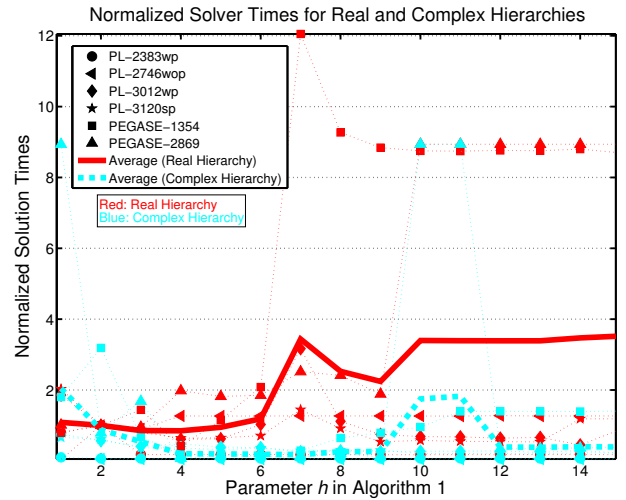 Normalized Solver Times for Real and Complex Hierarchies
12
10
8
6
4
2
Normalized Solution Times
PL−2383wp
PL−2746wop
PL−3012wp
PL−3120sp
PEGASE−1354
PEGASE−2869
Average (Real Hierarchy)
Average (Complex Hierarchy)
Red: Real Hierarchy
Blue: Complex Hierarchy
2 4 6 8 10 12 14
Parameter h in Algorithm 1